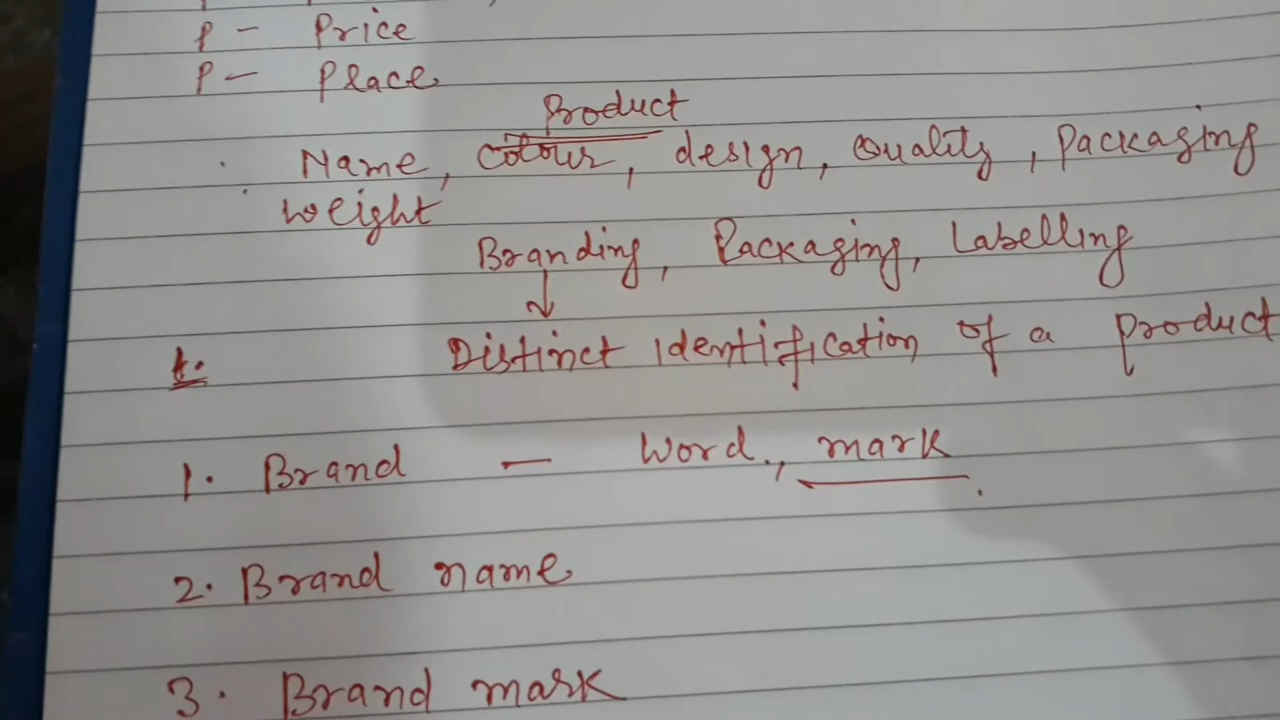 P - Price
P - Place
Product
Name, colour, design, quality, Packaging
weight
Branding, Packaging, Labelling
↓
Distinct Identification of a Product
1.
1. Brand - Word, mark.
2. Brand name
3. Brand mark